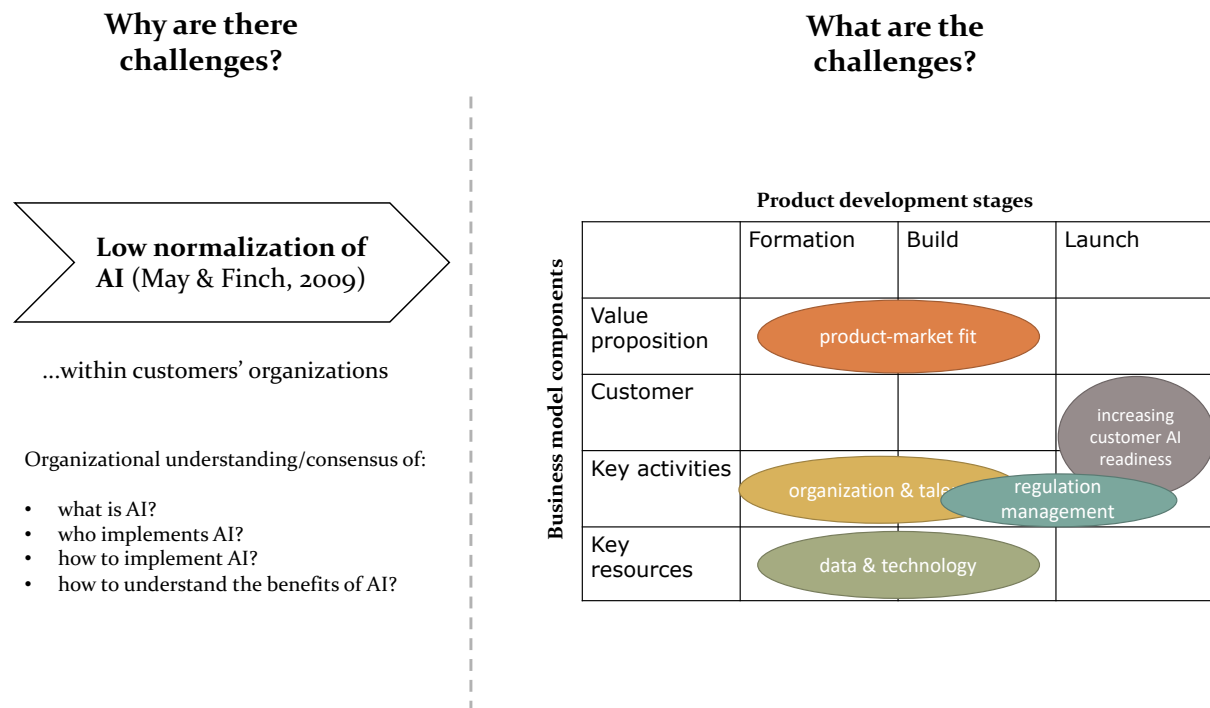 Why are there
challenges?
What are the
challenges?
Low normalization of
AI (May & Finch, 2009)
...within customers' organizations
Organizational understanding/consensus of:
• what is AI?
• who implements AI?
• how to implement AI?
• how to understand the benefits of AI?
Product development stages
Business model components
Formation
Build
Launch
Value
proposition
product-market fit
Customer
increasing
customer AI
readiness
Key activities
organization & tale
regulation
management
Key
resources
data & technology